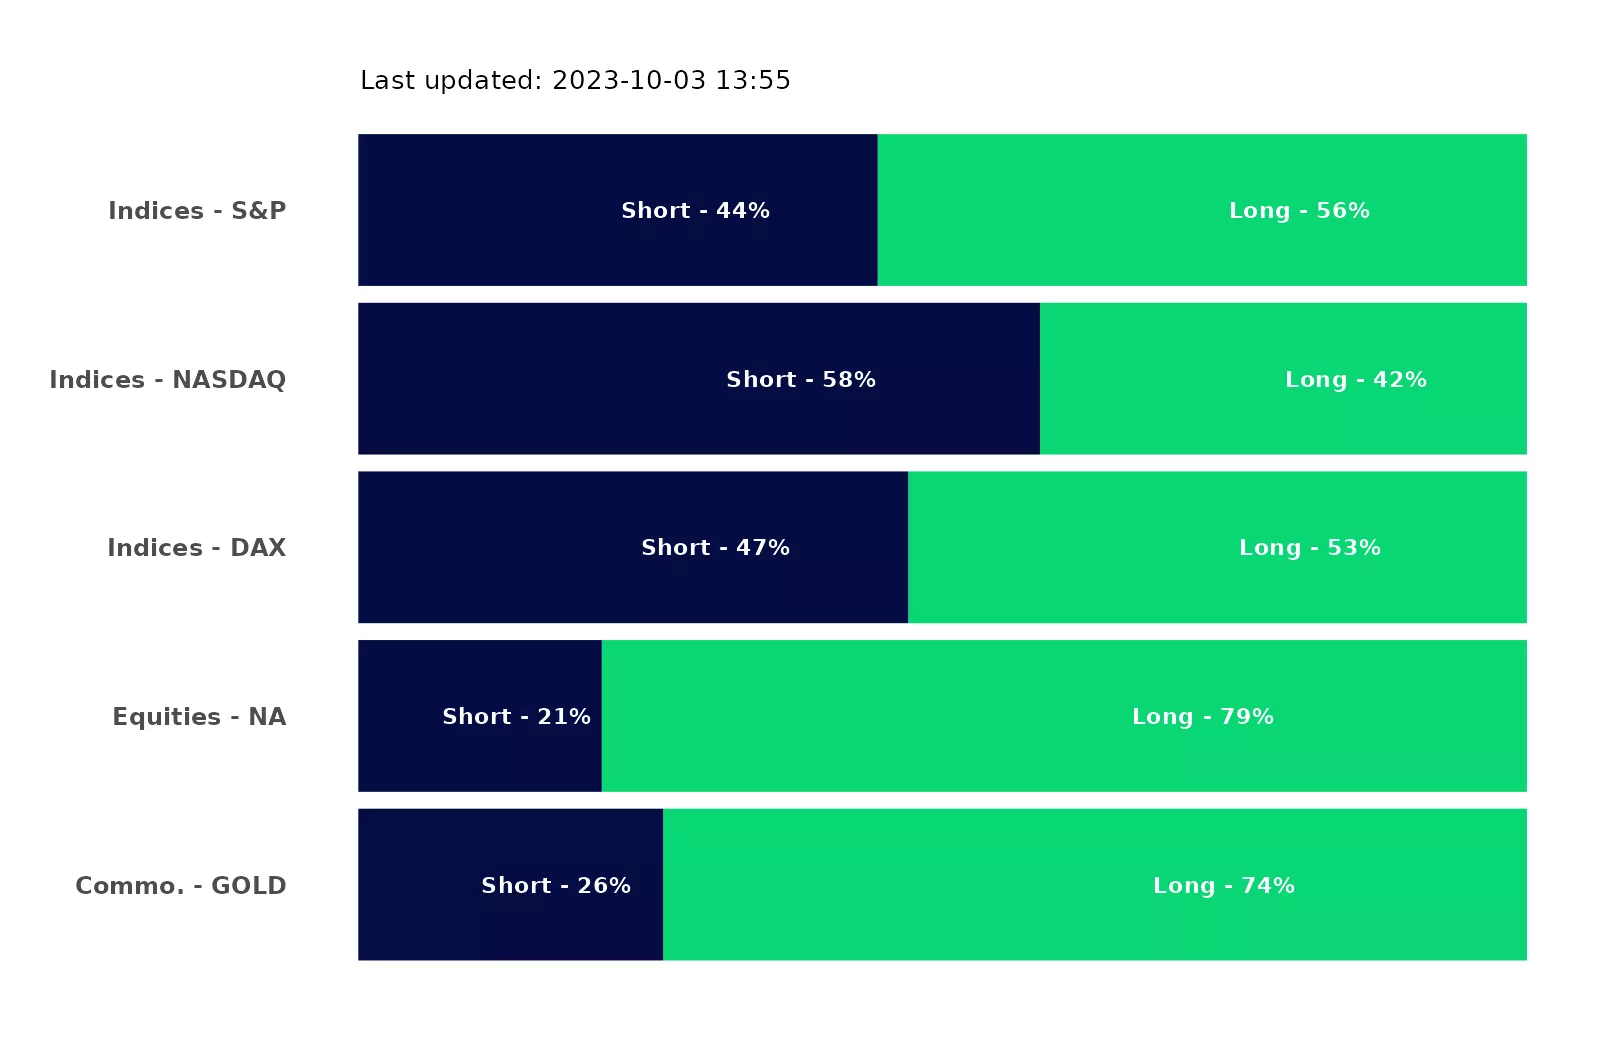 Last updated: 2023-10-03 13:55
Indices - S&P
Short - 44%
Long - 56%
Indices - NASDAQ
Short - 58%
Long - 42%
Indices - DAX
Short - 47%
Long - 53%
Equities - NA
Short - 21%
Long - 79%
Commo. - GOLD
Short - 26%
Long - 74%